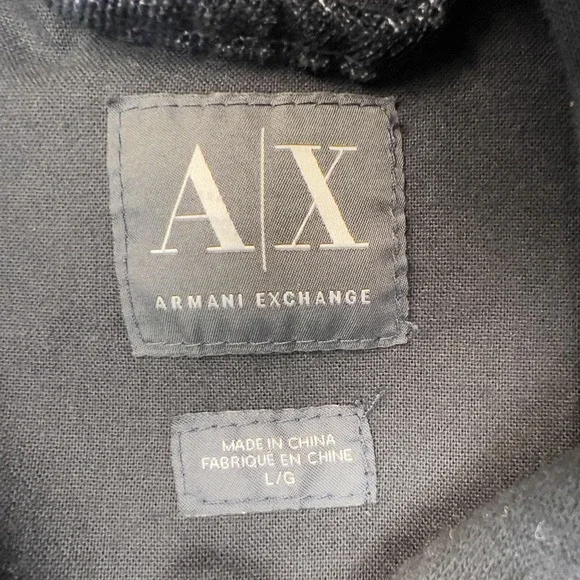 A|X
ARMANI EXCHANGE
MADE IN CHINA
FABRIQUE EN CHINE
L/G